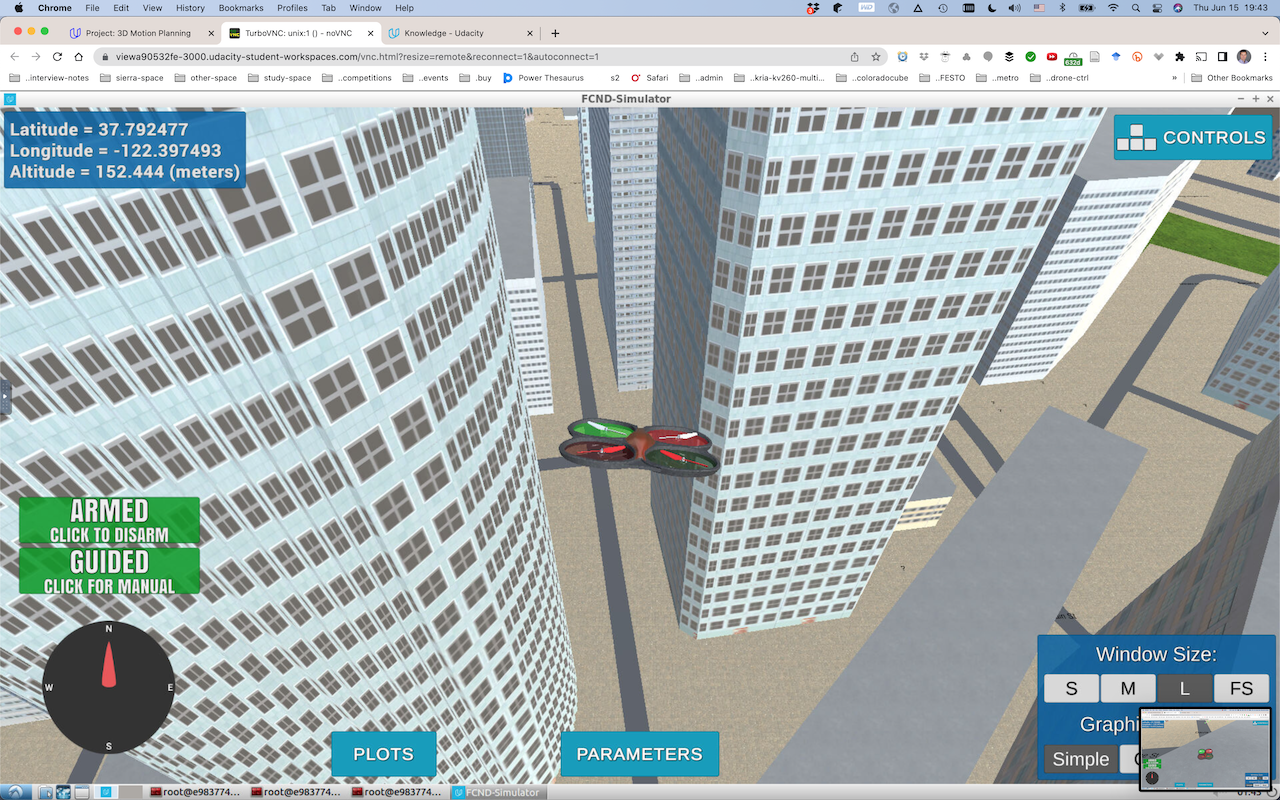 Chrome File Edit View History Bookmarks Profiles Tab Window Help Thu Jun 15 19:43
Project: 3D Motion Planning TurboVNC: unix:1 () - noVNC Knowledge - Udacity
viewa90532fe-3000.udacity-student-workspaces.com/vnc.html?resize=remote&reconnect=1&autoconnect=1
632d
..interview-notes sierra-space other-space study-space ..competitions ..events .buy Power Thesaurus s2 Safari ..admin ..kria-kv260-multi... ..coloradocube ..FESTO ..metro ..drone-ctrl » Other Bookmarks
FCND-Simulator
Latitude = 37.792477
Longitude = -122.397493
Altitude = 152.444 (meters)
CONTROLS
ARMED
CLICK TO DISARM
GUIDED
CLICK FOR MANUAL
N
W E
S
PLOTS
PARAMETERS
Window Size:
S M L FS
Simple
root@e983774... root@e983774... root@e983774... FCND-Simulator